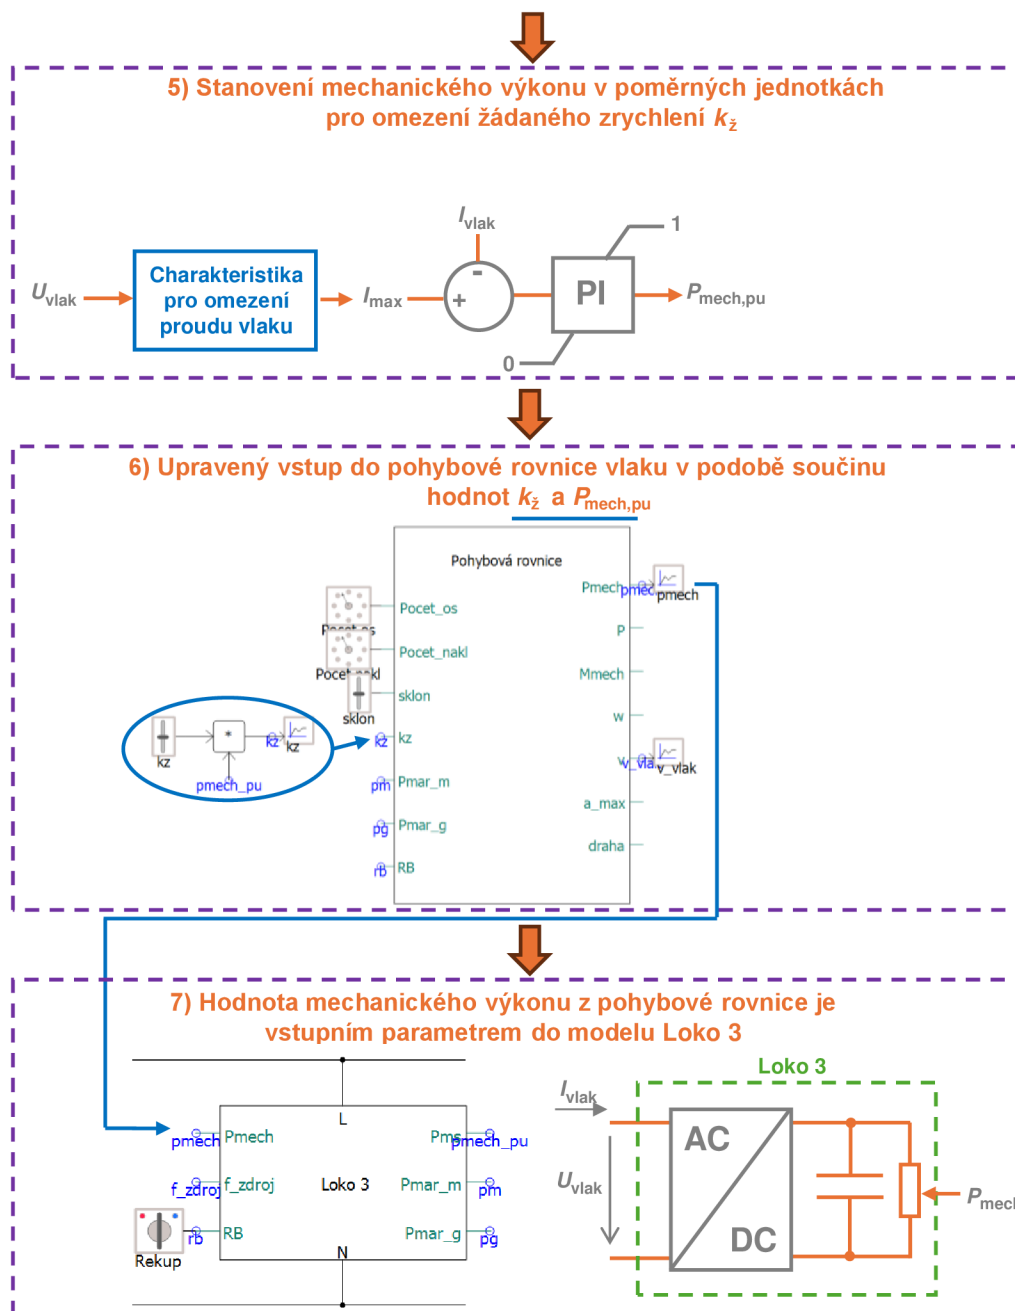 5) Stanovení mechanického výkonu v poměrných jednotkách
pro omezení žádaného zrychlení kž
Ivlak
1
Uvlak
Charakteristika
pro omezení
proudu vlaku
Imax
+
-
PI
Pmech,pu
0
6) Upravený vstup do pohybové rovnice vlaku v podobě součinu
hodnot kž a Pmech,pu
Pohybová rovnice
Pocet_os
Pocet_os
Pocet_nakl
Pocet_nakl
sklon
sklon
kz
*
kz
kz
pmech_pu
kz
kz
pm
Pmar_m
pg
Pmar_g
rb
RB
Pmech
pmech
P
Mmech
w
v
v_vlak
a_max
draha
7) Hodnota mechanického výkonu z pohybové rovnice je
vstupním parametrem do modelu Loko 3
L
pmech
Pmech
f_zdroj
f_zdroj
Loko 3
rb
RB
Rekup
N
pmech_pu
Pmar_m
pm
Pmar_g
pg
Loko 3
Ivlak
Uvlak
AC
DC